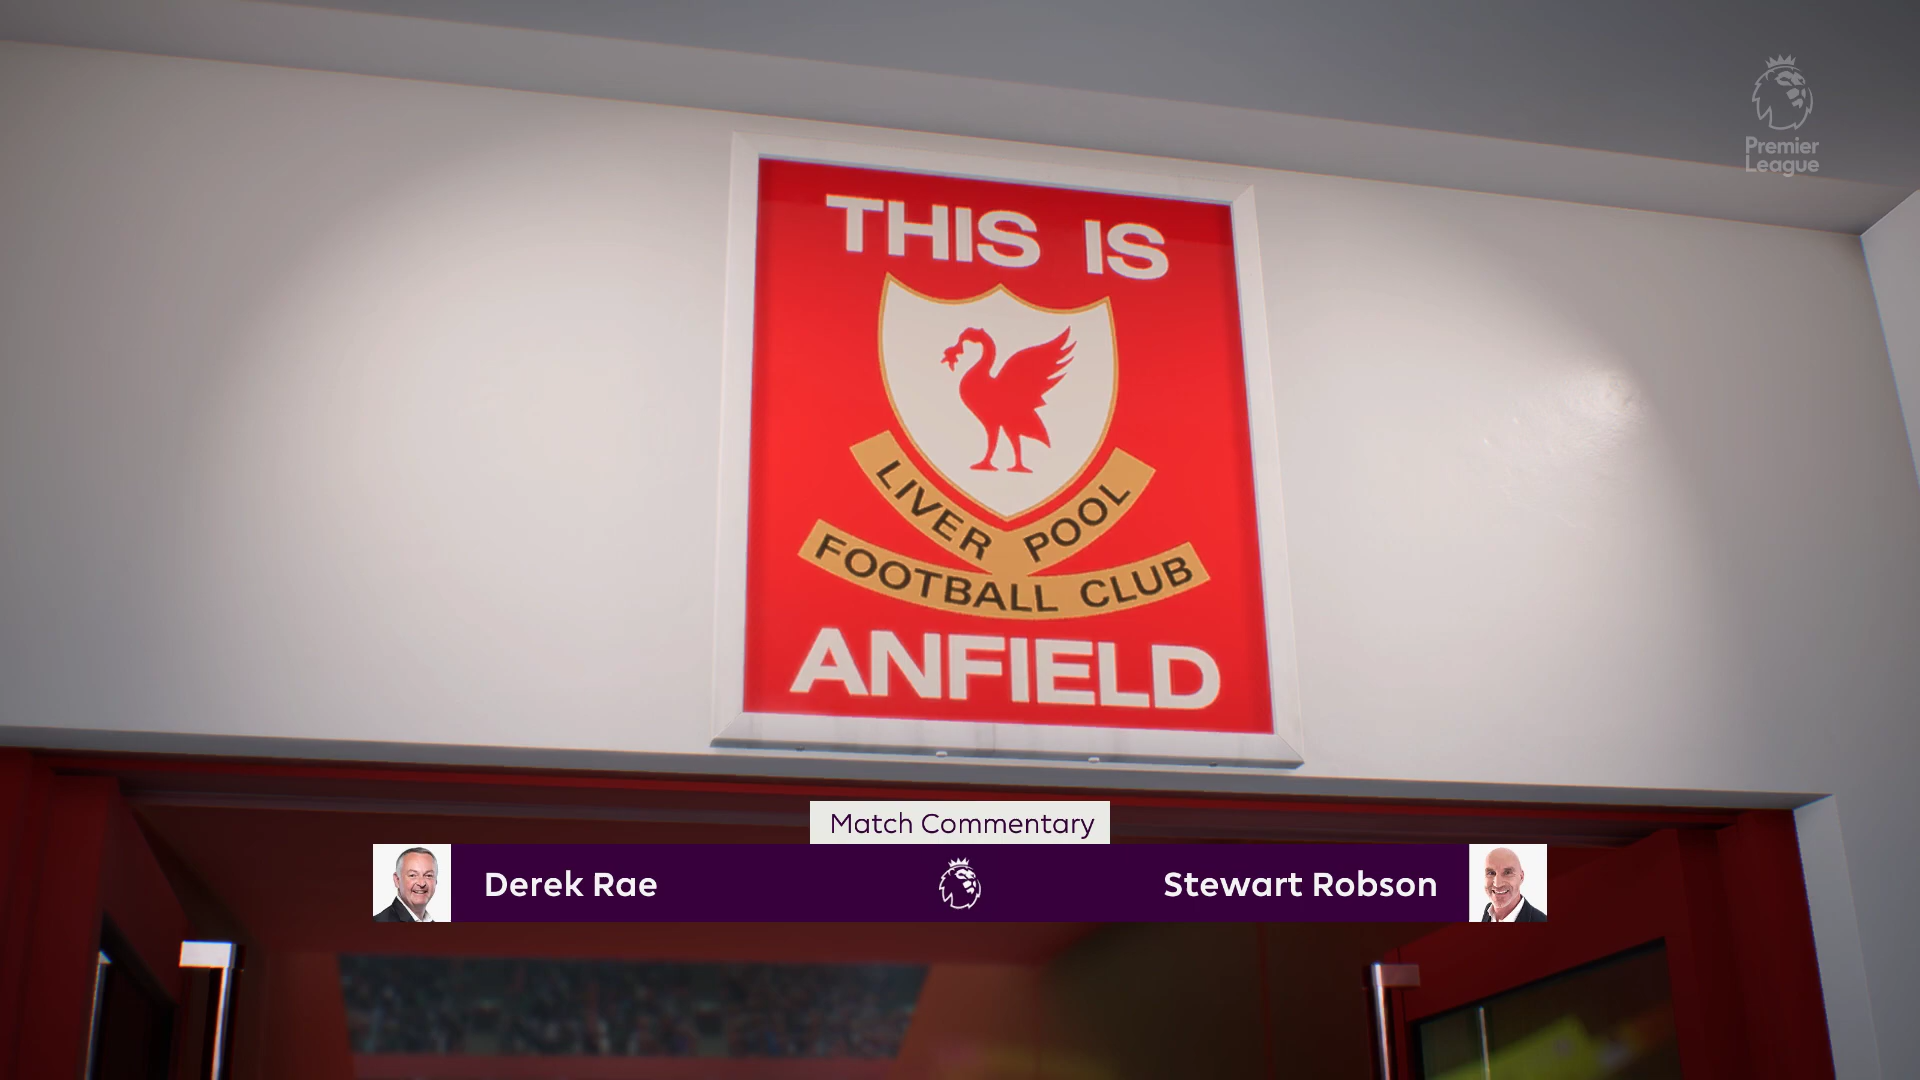 Premier
League
THIS IS
LIVER POOL
FOOTBALL CLUB
ANFIELD
Match Commentary
Derek Rae
Stewart Robson